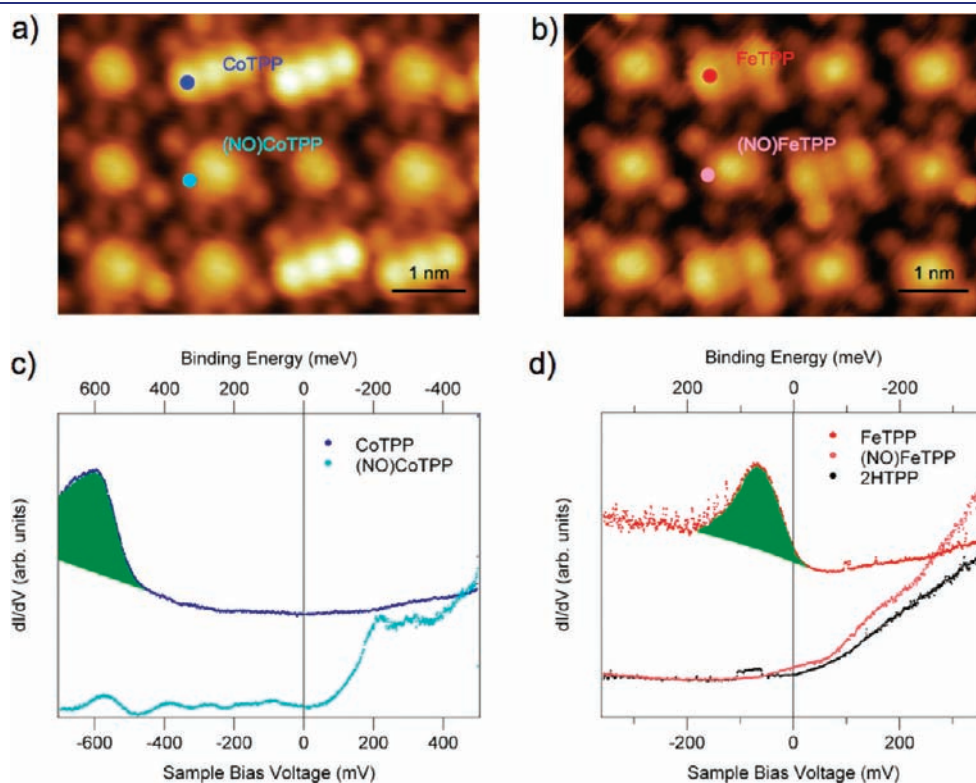 a)
CoTPP
(NO)CoTPP
1 nm
b)
FeTPP
(NO)FeTPP
1 nm
c)
Binding Energy (meV)
600 400 200 0 -200 -400
CoTPP
(NO)CoTPP
dI/dV (arb. units)
-600 -400 -200 0 200 400
Sample Bias Voltage (mV)
d)
Binding Energy (meV)
200 0 -200
FeTPP
(NO)FeTPP
2HTPP
dI/dV (arb. units)
-200 0 200
Sample Bias Voltage (mV)